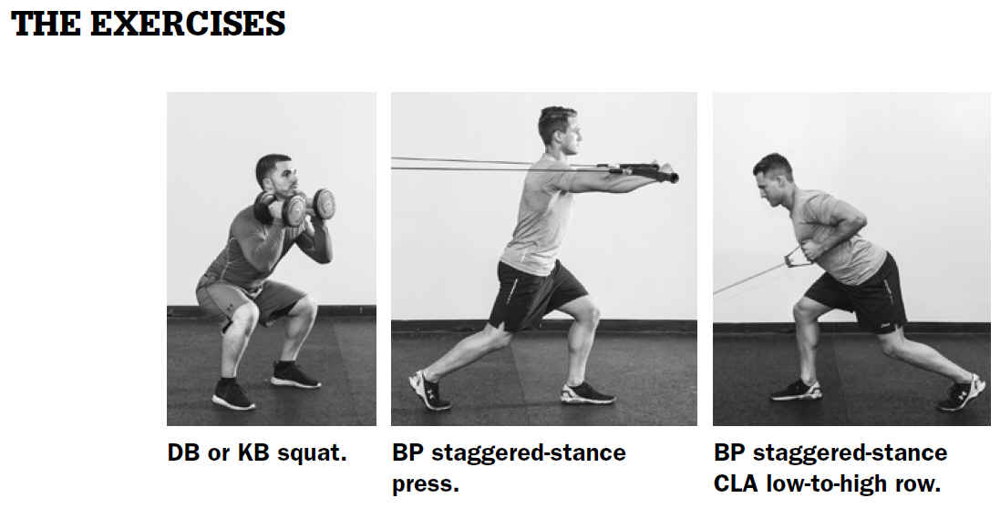 THE EXERCISES
DB or KB squat.
BP staggered-stance
press.
BP staggered-stance
CLA low-to-high row.